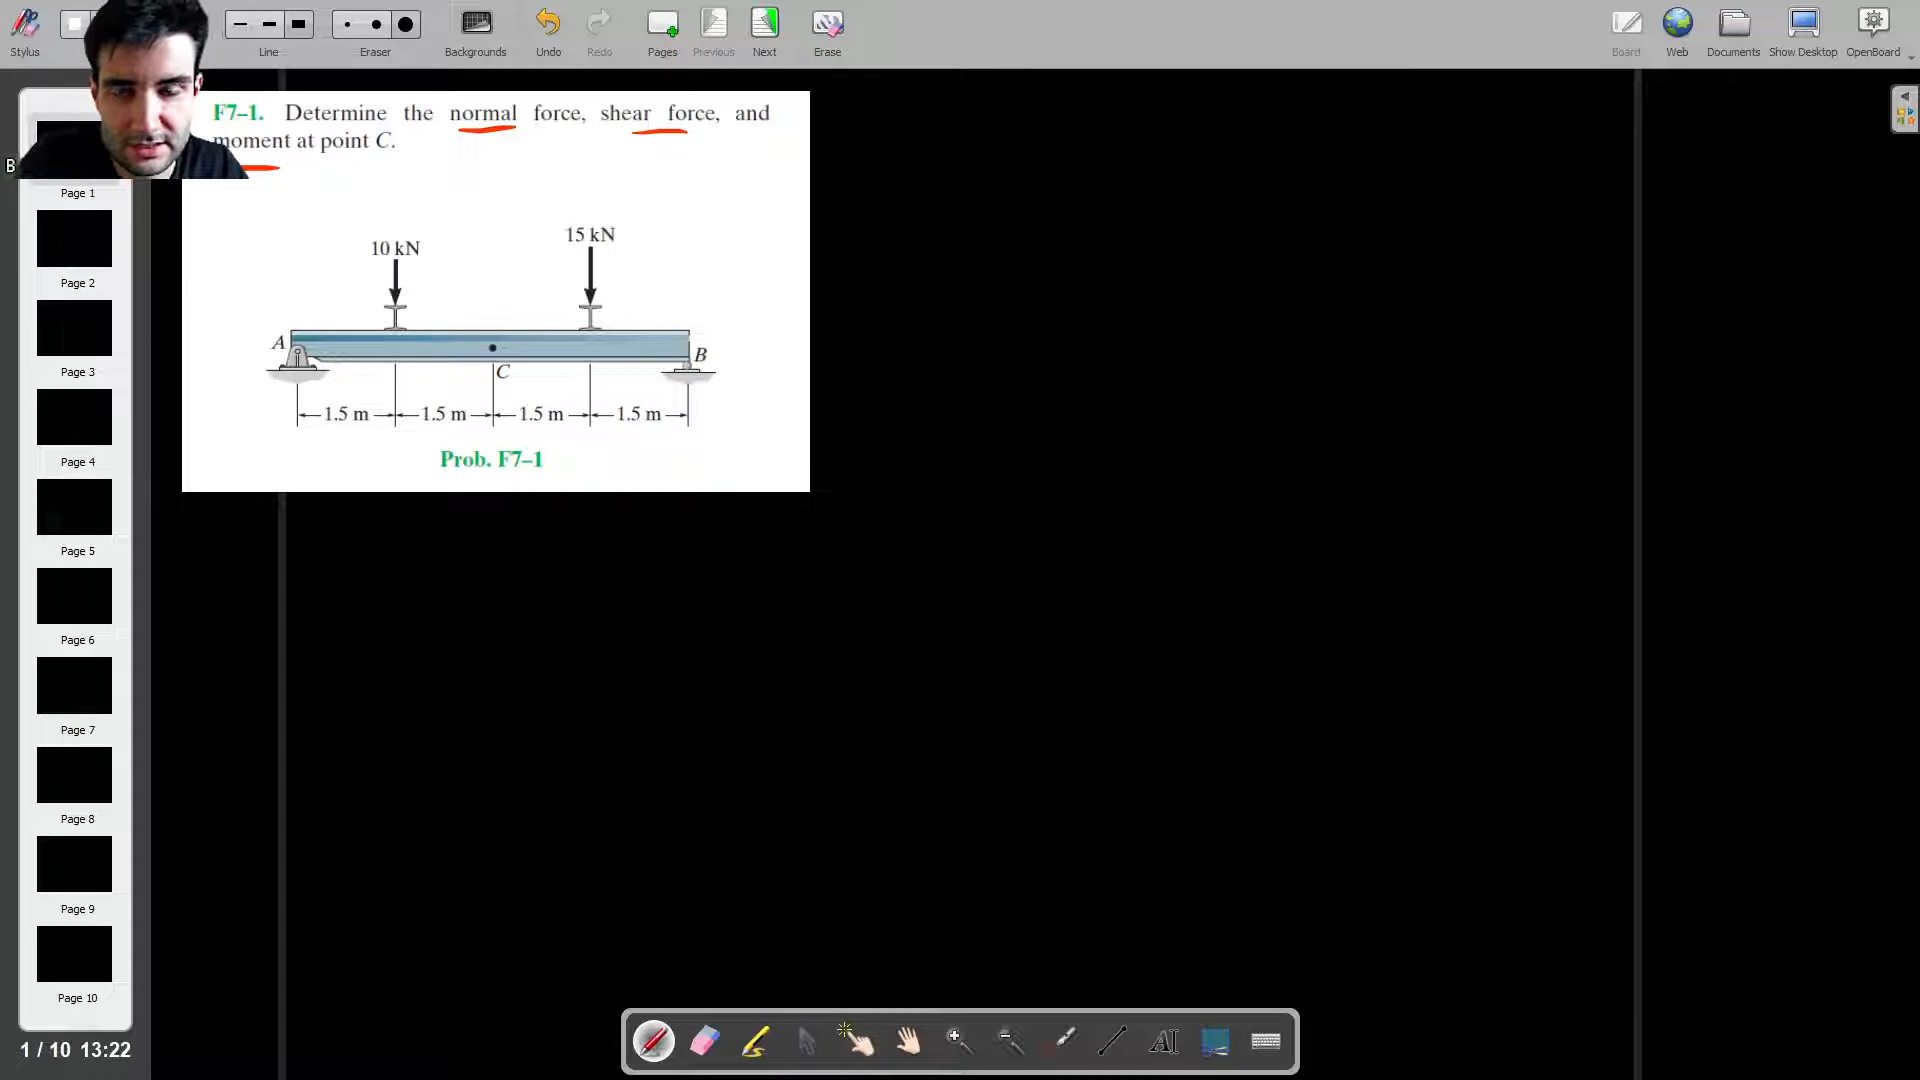 Stylus
Line
Eraser
Backgrounds
Undo
Redo
Pages
Previous
Next
Erase
Board
Web
Documents
Show Desktop
OpenBoard
F7–1. Determine the normal force, shear force, and
moment at point C.
B
10 kN
15 kN
A
B
C
1.5 m
1.5 m
1.5 m
1.5 m
Prob. F7–1
Page 1
Page 2
Page 3
Page 4
Page 5
Page 6
Page 7
Page 8
Page 9
Page 10
1 / 10 13:22
AI